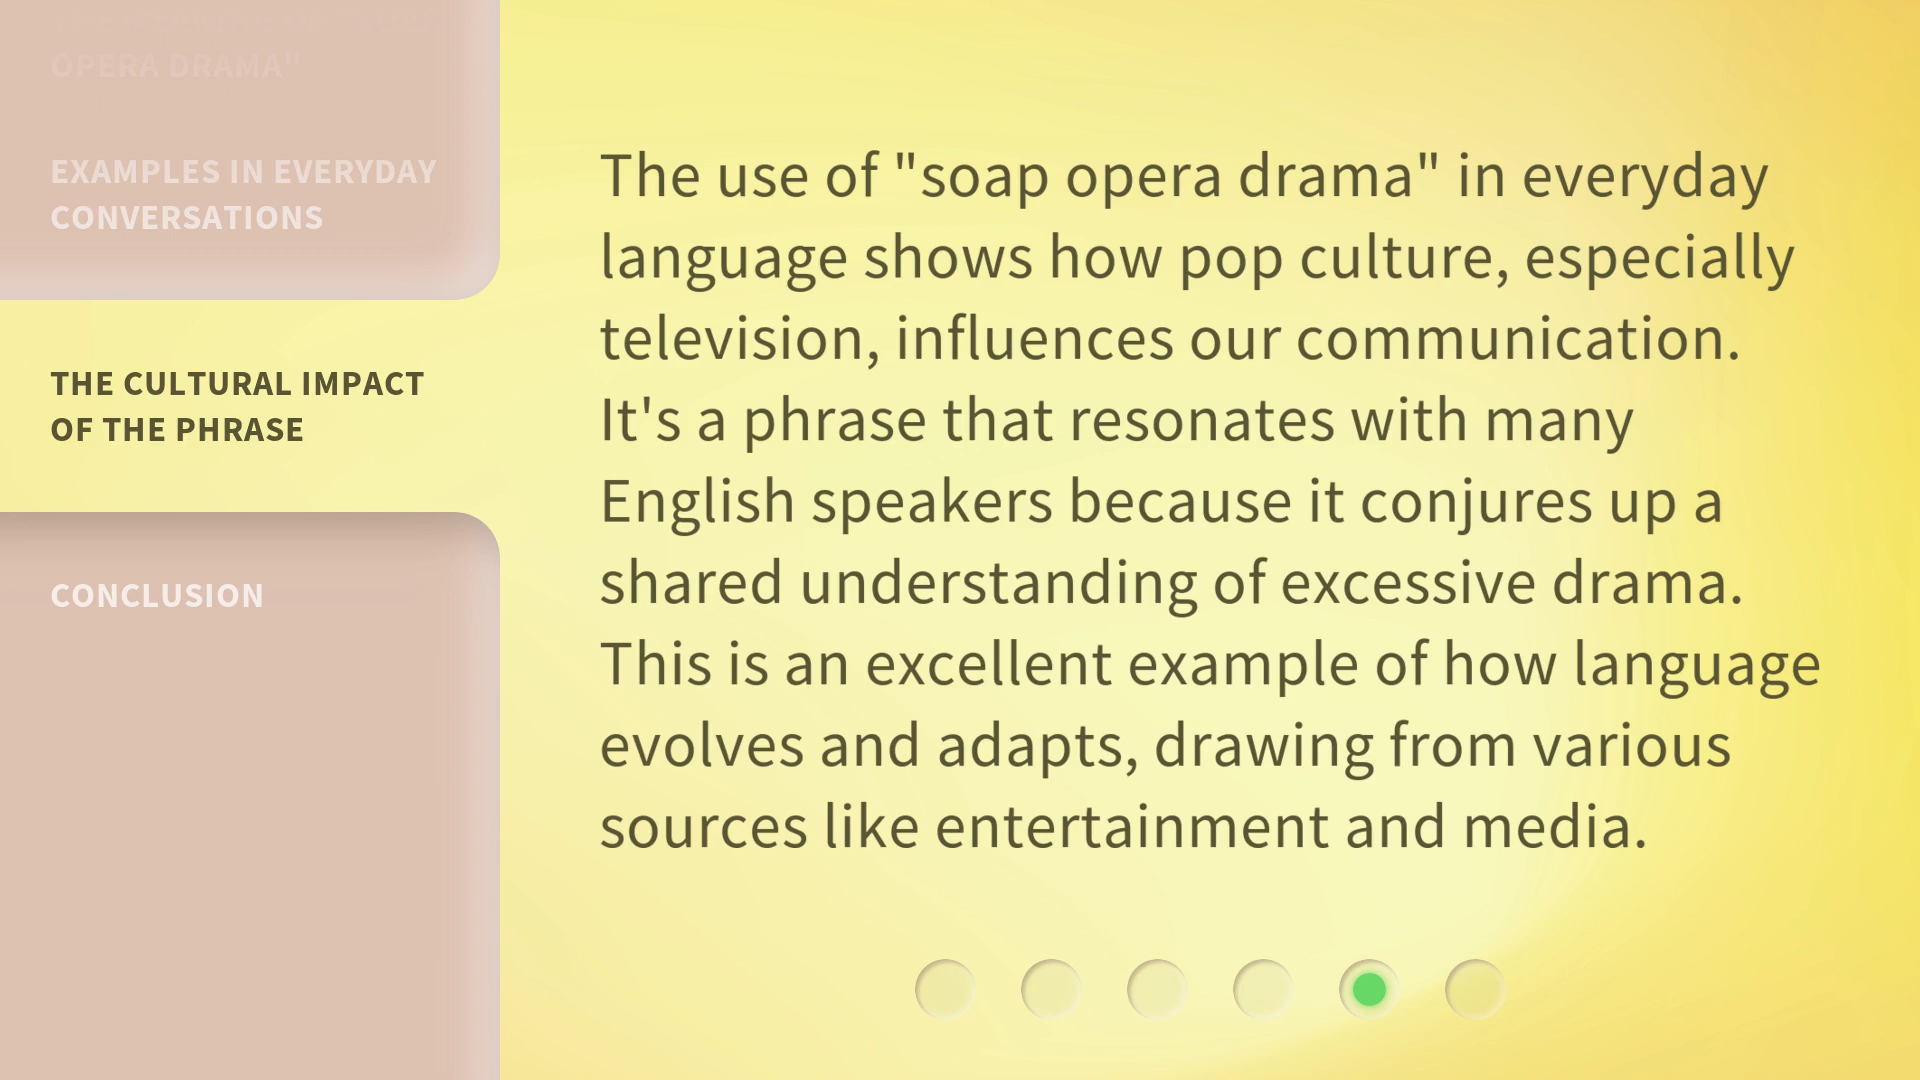 OPERA DRAMA"
EXAMPLES IN EVERYDAY
CONVERSATIONS
THE CULTURAL IMPACT
OF THE PHRASE
CONCLUSION
The use of "soap opera drama" in everyday
language shows how pop culture, especially
television, influences our communication.
It's a phrase that resonates with many
English speakers because it conjures up a
shared understanding of excessive drama.
This is an excellent example of how language
evolves and adapts, drawing from various
sources like entertainment and media.